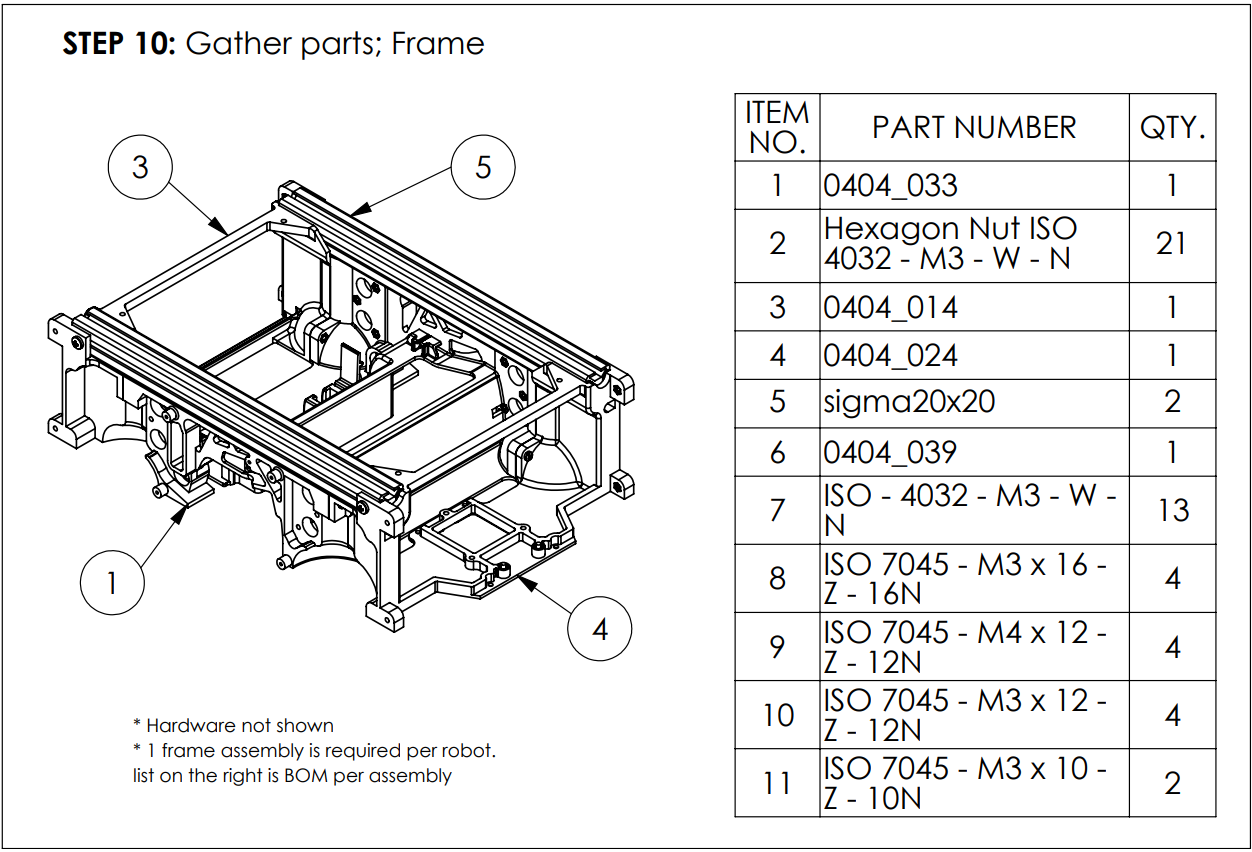 STEP 10: Gather parts; Frame
3
5
1
4
* Hardware not shown
* 1 frame assembly is required per robot.
list on the right is BOM per assembly
ITEM
NO.
PART NUMBER
QTY.
1 0404_033 1
2 Hexagon Nut ISO
4032 - M3 - W - N
21
3 0404_014 1
4 0404_024 1
5 sigma20x20 2
6 0404_039 1
7 ISO - 4032 - M3 - W -
N
13
8 ISO 7045 - M3 x 16 -
Z - 16N
4
9 ISO 7045 - M4 x 12 -
Z - 12N
4
10 ISO 7045 - M3 x 12 -
Z - 12N
4
11 ISO 7045 - M3 x 10 -
Z - 10N
2